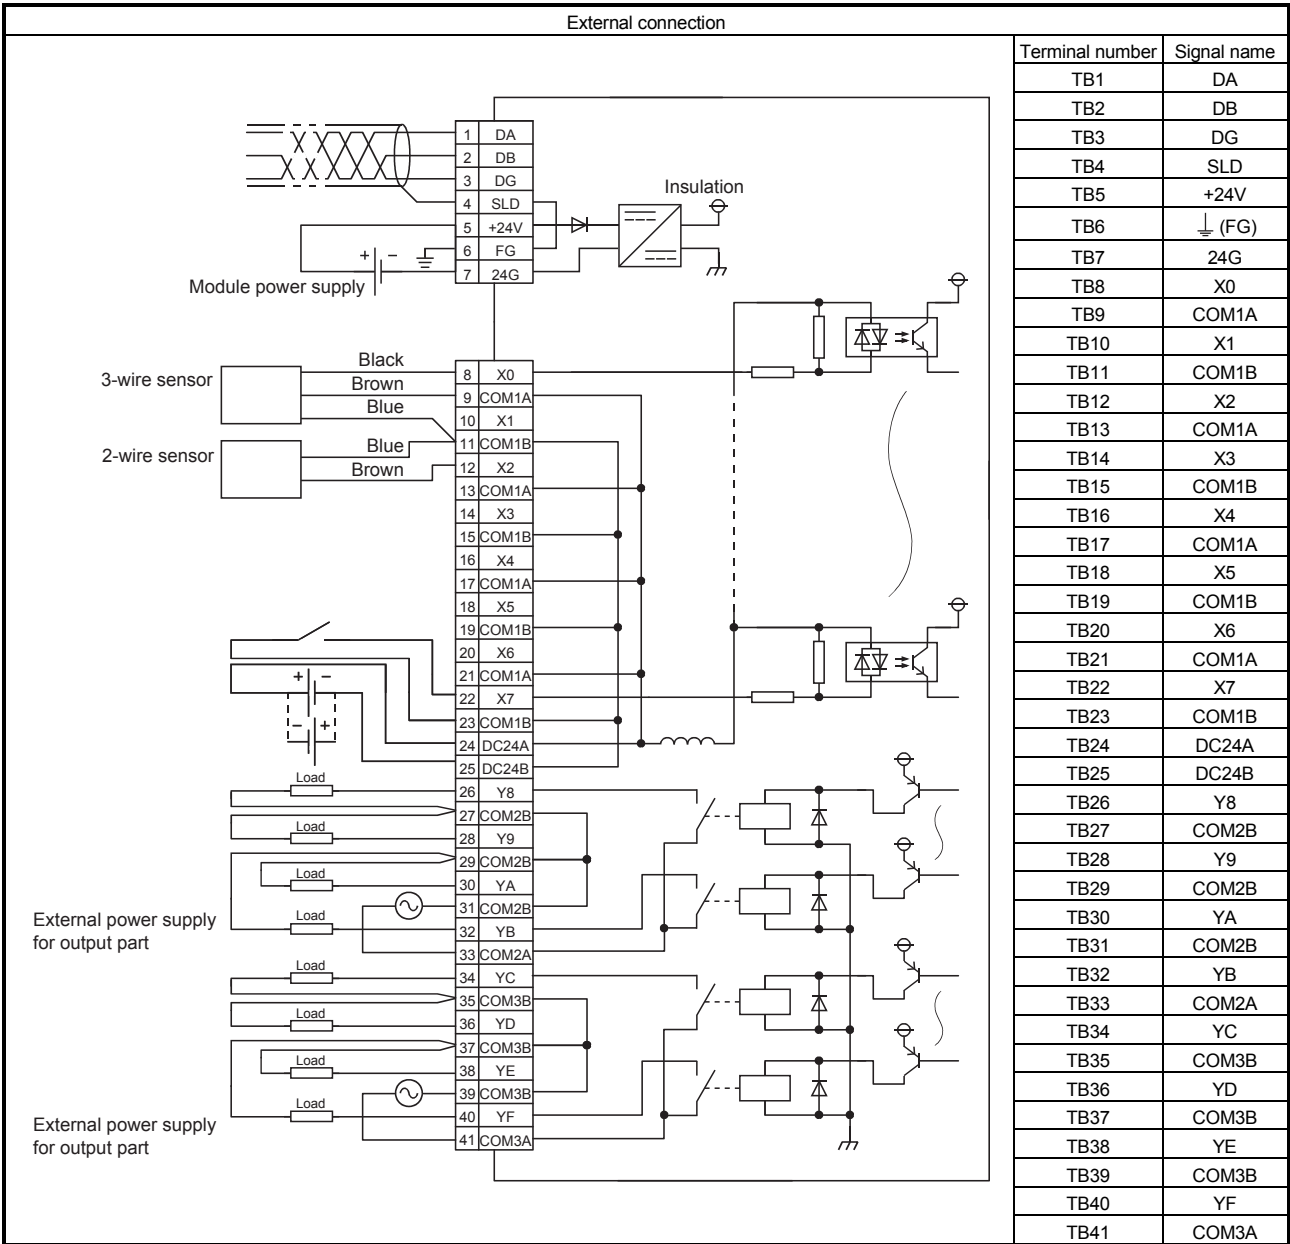 External connection
1 DA
2 DB
3 DG
4 SLD
5 +24V
6 FG
7 24G
Insulation
+ −
Module power supply
3-wire sensor
Black
Brown
Blue
2-wire sensor
Blue
Brown
8 X0
9 COM1A
10 X1
11 COM1B
12 X2
13 COM1A
14 X3
15 COM1B
16 X4
17 COM1A
18 X5
19 COM1B
20 X6
21 COM1A
22 X7
23 COM1B
24 DC24A
25 DC24B
+ −
− +
Load
26 Y8
27 COM2B
Load
28 Y9
29 COM2B
Load
30 YA
31 COM2B
Load
32 YB
33 COM2A
External power supply
for output part
Load
34 YC
35 COM3B
Load
36 YD
37 COM3B
Load
38 YE
39 COM3B
Load
40 YF
41 COM3A
External power supply
for output part
Terminal number Signal name
TB1 DA
TB2 DB
TB3 DG
TB4 SLD
TB5 +24V
TB6 (FG)
TB7 24G
TB8 X0
TB9 COM1A
TB10 X1
TB11 COM1B
TB12 X2
TB13 COM1A
TB14 X3
TB15 COM1B
TB16 X4
TB17 COM1A
TB18 X5
TB19 COM1B
TB20 X6
TB21 COM1A
TB22 X7
TB23 COM1B
TB24 DC24A
TB25 DC24B
TB26 Y8
TB27 COM2B
TB28 Y9
TB29 COM2B
TB30 YA
TB31 COM2B
TB32 YB
TB33 COM2A
TB34 YC
TB35 COM3B
TB36 YD
TB37 COM3B
TB38 YE
TB39 COM3B
TB40 YF
TB41 COM3A